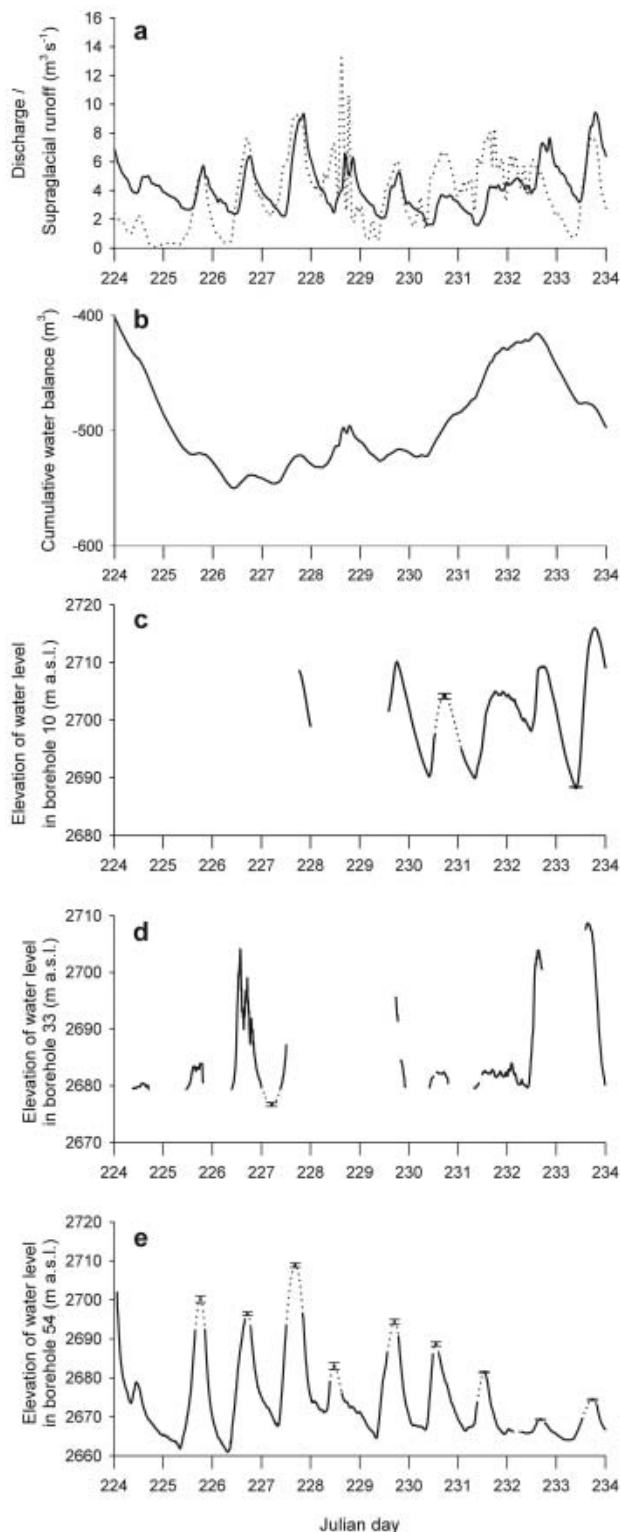 a
Discharge /
Supraglacial runoff (m³ s⁻¹)
16
14
12
10
8
6
4
2
0
224 225 226 227 228 229 230 231 232 233 234
b
Cumulative water balance (m³)
-400
-500
-600
224 225 226 227 228 229 230 231 232 233 234
c
Elevation of water level
in borehole 10 (m a.s.l.)
2720
2710
2700
2690
2680
224 225 226 227 228 229 230 231 232 233 234
d
Elevation of water level
in borehole 33 (m a.s.l.)
2710
2700
2690
2680
2670
224 225 226 227 228 229 230 231 232 233 234
e
Elevation of water level
in borehole 54 (m a.s.l.)
2720
2710
2700
2690
2680
2670
2660
224 225 226 227 228 229 230 231 232 233 234
Julian day